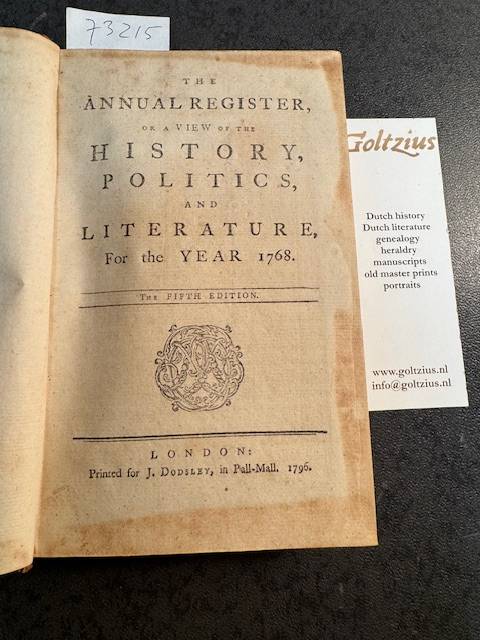 73215
THE
ANNUAL REGISTER,
OR A VIEW OF THE
HISTORY,
POLITICS,
AND
LITERATURE,
For the YEAR 1768.
THE FIFTH EDITION.
LONDON:
Printed for J. DODSLEY, in Pall-Mall. 1796.
Goltzius
Dutch history
Dutch literature
genealogy
heraldry
manuscripts
old master prints
portraits
www.goltzius.nl
info@goltzius.nl